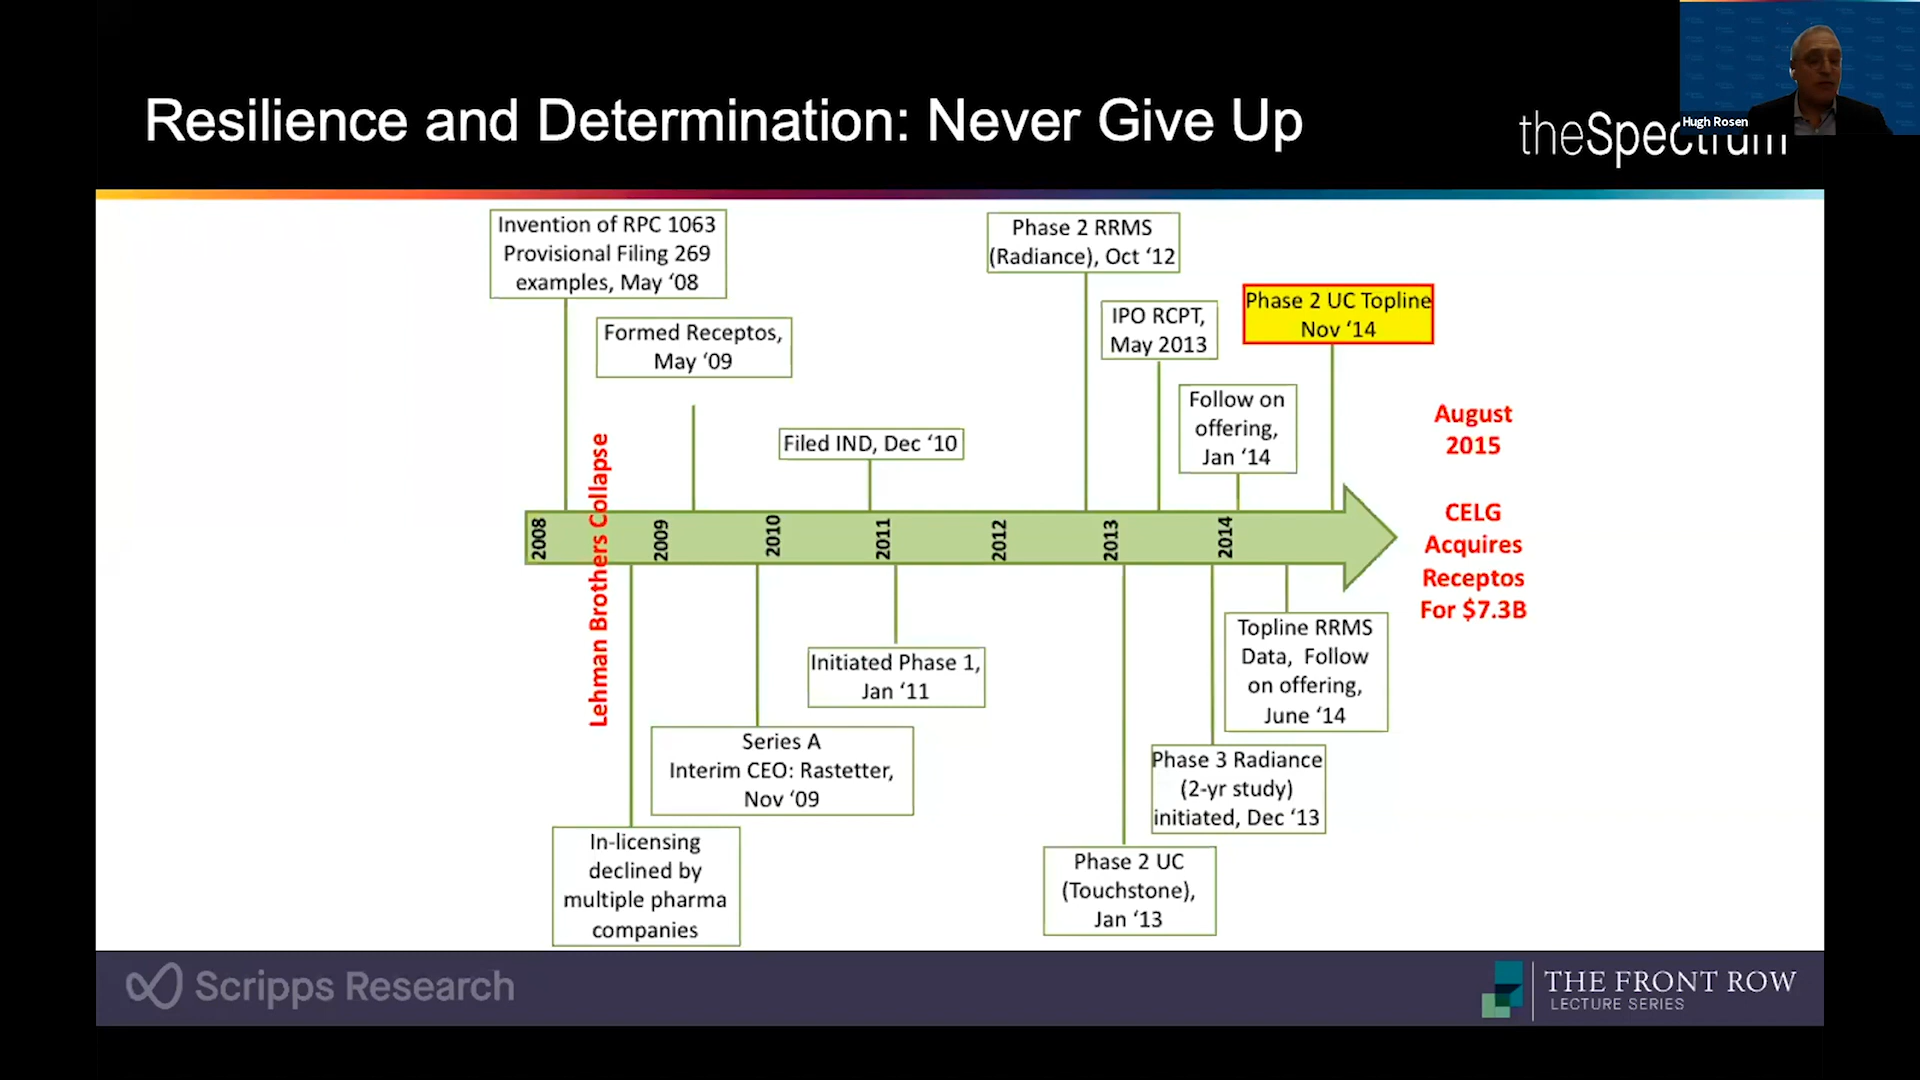 Resilience and Determination: Never Give Up
theSpectrum
Hugh Rosen
Invention of RPC 1063
Provisional Filing 269
examples, May ‘08
Formed Receptos,
May ‘09
Filed IND, Dec ‘10
Phase 2 RRMS
(Radiance), Oct ‘12
IPO RCPT,
May 2013
Follow on
offering,
Jan ‘14
Phase 2 UC Topline
Nov ‘14
August
2015
CELG
Acquires
Receptos
For $7.3B
2008
Lehman Brothers Collapse
2009
2010
2011
2012
2013
2014
In-licensing
declined by
multiple pharma
companies
Series A
Interim CEO: Rastetter,
Nov ‘09
Initiated Phase 1,
Jan ‘11
Phase 2 UC
(Touchstone),
Jan ‘13
Phase 3 Radiance
(2-yr study)
initiated, Dec ‘13
Topline RRMS
Data, Follow
on offering,
June ‘14
Scripps Research
THE FRONT ROW
LECTURE SERIES